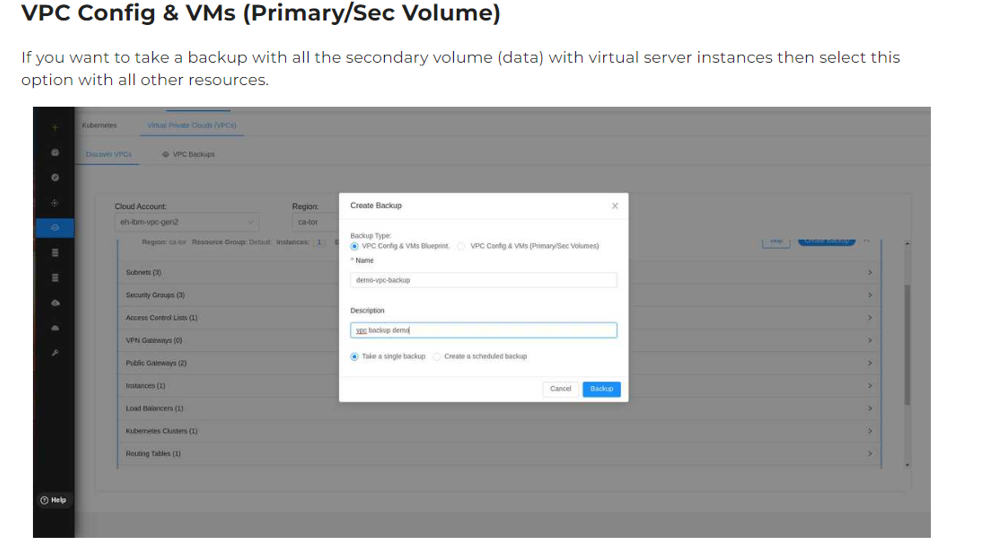 VPC Config & VMs (Primary/Sec Volume)
If you want to take a backup with all the secondary volume (data) with virtual server instances then select this
option with all other resources.
Kubernetes Virtual Private Clouds (VPCs)
Discover VPCs VPC Backups
Cloud Account: Region:
eh-ibm-vpc-gen2 ca-tor
Region: ca-tor Resource Group: Default Instances: 1
Subnets (3)
Security Groups (3)
Access Control Lists (1)
VPN Gateways (0)
Public Gateways (2)
Instances (1)
Load Balancers (1)
Kubernetes Clusters (1)
Routing Tables (1)
Create Backup
Backup Type:
VPC Config & VMs Blueprint. VPC Config & VMs (Primary/Sec Volumes)
* Name
demo-vpc-backup
Description
vpc backup demo
Take a single backup Create a scheduled backup
Cancel Backup
Help